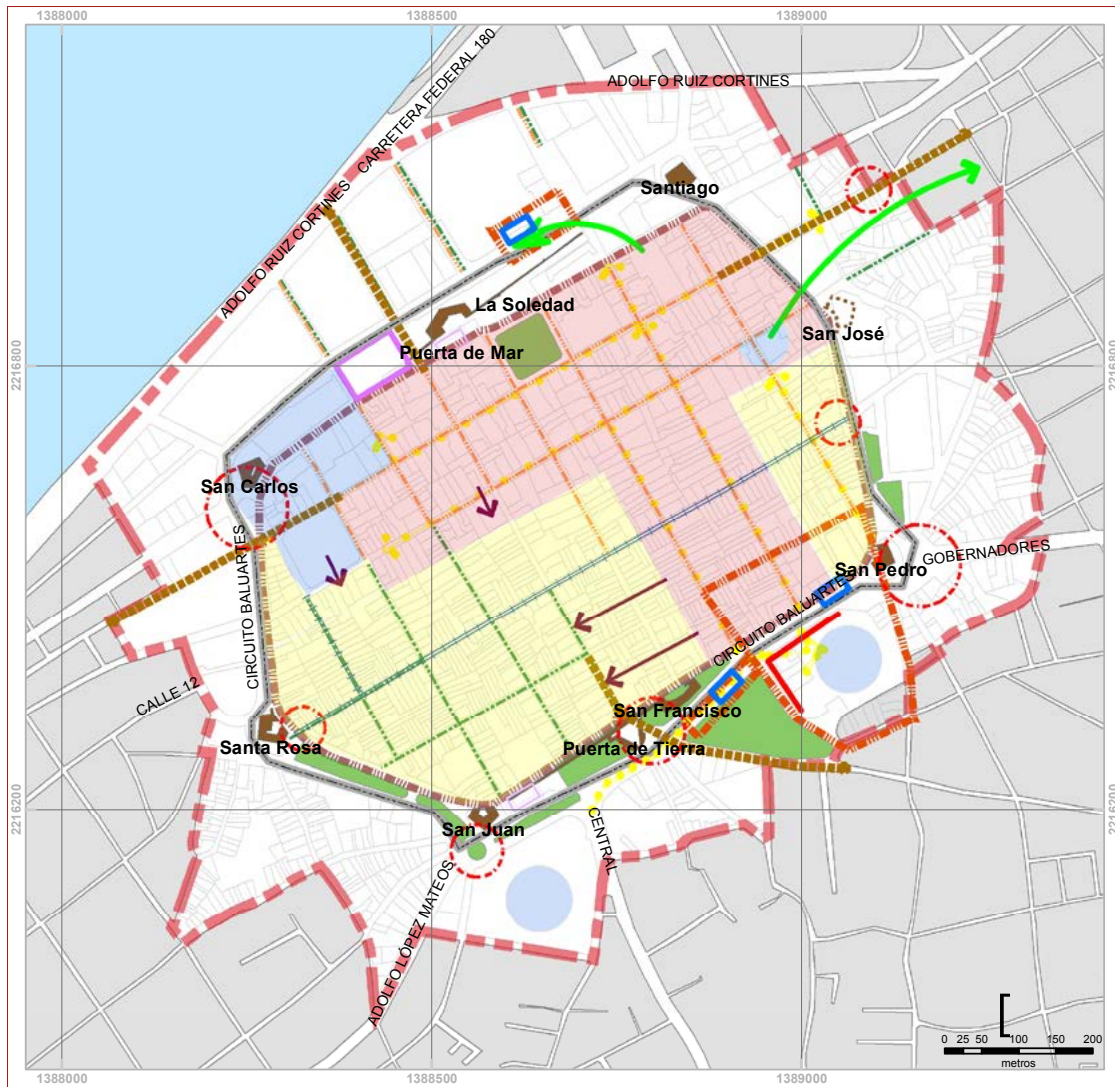 1388000
1388500
1389000
ADOLFO RUIZ CORTINES
CARRETERA FEDERAL 180
ADOLFO RUIZ CORTINES
Santiago
La Soledad
San José
Puerta de Mar
2216800
2216800
San Carlos
GOBERNADORES
San Pedro
CIRCUITO BALUARTES
CIRCUITO BALUARTES
CALLE 12
San Francisco
Santa Rosa
Puerta de Tierra
2216200
2216200
San Juan
CENTRAL
ADOLFO LÓPEZ MATEOS
0 25 50 100 150 200
metros
1388000
1388500
1389000